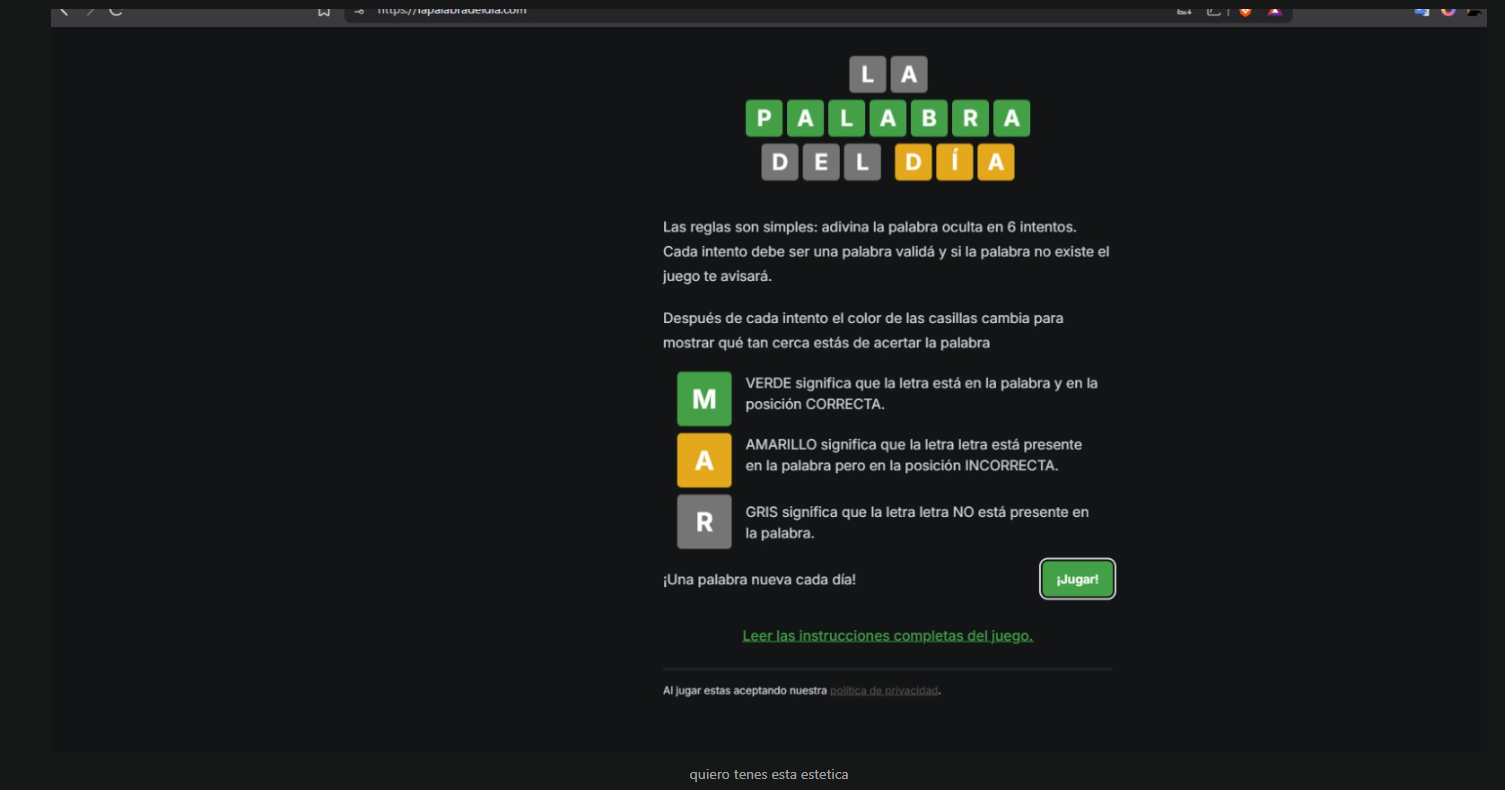 https://lapalabradeldia.com
LA
PALABRA
DEL DÍA
Las reglas son simples: adivina la palabra oculta en 6 intentos.
Cada intento debe ser una palabra validá y si la palabra no existe el
juego te avisará.
Después de cada intento el color de las casillas cambia para
mostrar qué tan cerca estás de acertar la palabra
M
VERDE significa que la letra está en la palabra y en la
posición CORRECTA.
A
AMARILLO significa que la letra letra está presente
en la palabra pero en la posición INCORRECTA.
R
GRIS significa que la letra letra NO está presente en
la palabra.
¡Una palabra nueva cada día!
¡Jugar!
Leer las instrucciones completas del juego.
Al jugar estas aceptando nuestra política de privacidad.
quiero tenes esta estetica